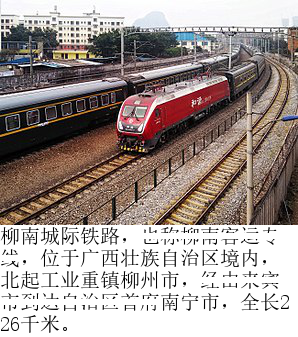 柳南城际铁路，也称柳南客运专
线，位于广西壮族自治区境内，
北起工业重镇柳州市，经由来宾
市到达自治区首府南宁市，全长2
26千米。